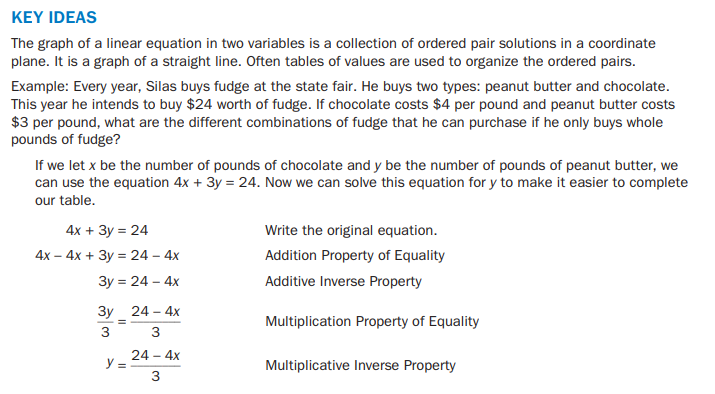 KEY IDEAS
The graph of a linear equation in two variables is a collection of ordered pair solutions in a coordinate
plane. It is a graph of a straight line. Often tables of values are used to organize the ordered pairs.
Example: Every year, Silas buys fudge at the state fair. He buys two types: peanut butter and chocolate.
This year he intends to buy $24 worth of fudge. If chocolate costs $4 per pound and peanut butter costs
$3 per pound, what are the different combinations of fudge that he can purchase if he only buys whole
pounds of fudge?
If we let x be the number of pounds of chocolate and y be the number of pounds of peanut butter, we
can use the equation 4x + 3y = 24. Now we can solve this equation for y to make it easier to complete
our table.
4x + 3y = 24 Write the original equation.
4x – 4x + 3y = 24 – 4x Addition Property of Equality
3y = 24 – 4x Additive Inverse Property
3y/3 = (24 – 4x)/3 Multiplication Property of Equality
y = (24 – 4x)/3 Multiplicative Inverse Property